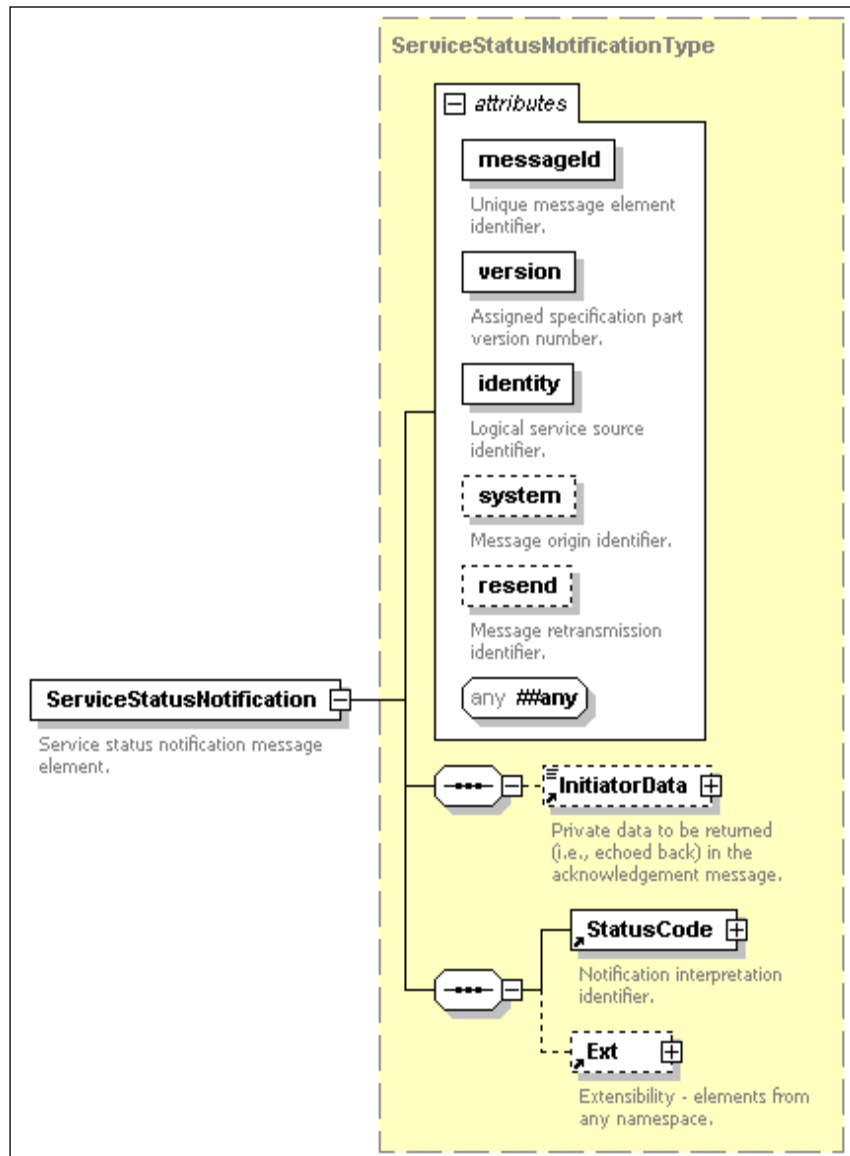 ServiceStatusNotificationType
attributes
messageId
Unique message element
identifier.
version
Assigned specification part
version number.
identity
Logical service source
identifier.
system
Message origin identifier.
resend
Message retransmission
identifier.
any ##any
ServiceStatusNotification
Service status notification message
element.
InitiatorData
Private data to be returned
(i.e., echoed back) in the
acknowledgement message.
StatusCode
Notification interpretation
identifier.
Ext
Extensibility - elements from
any namespace.